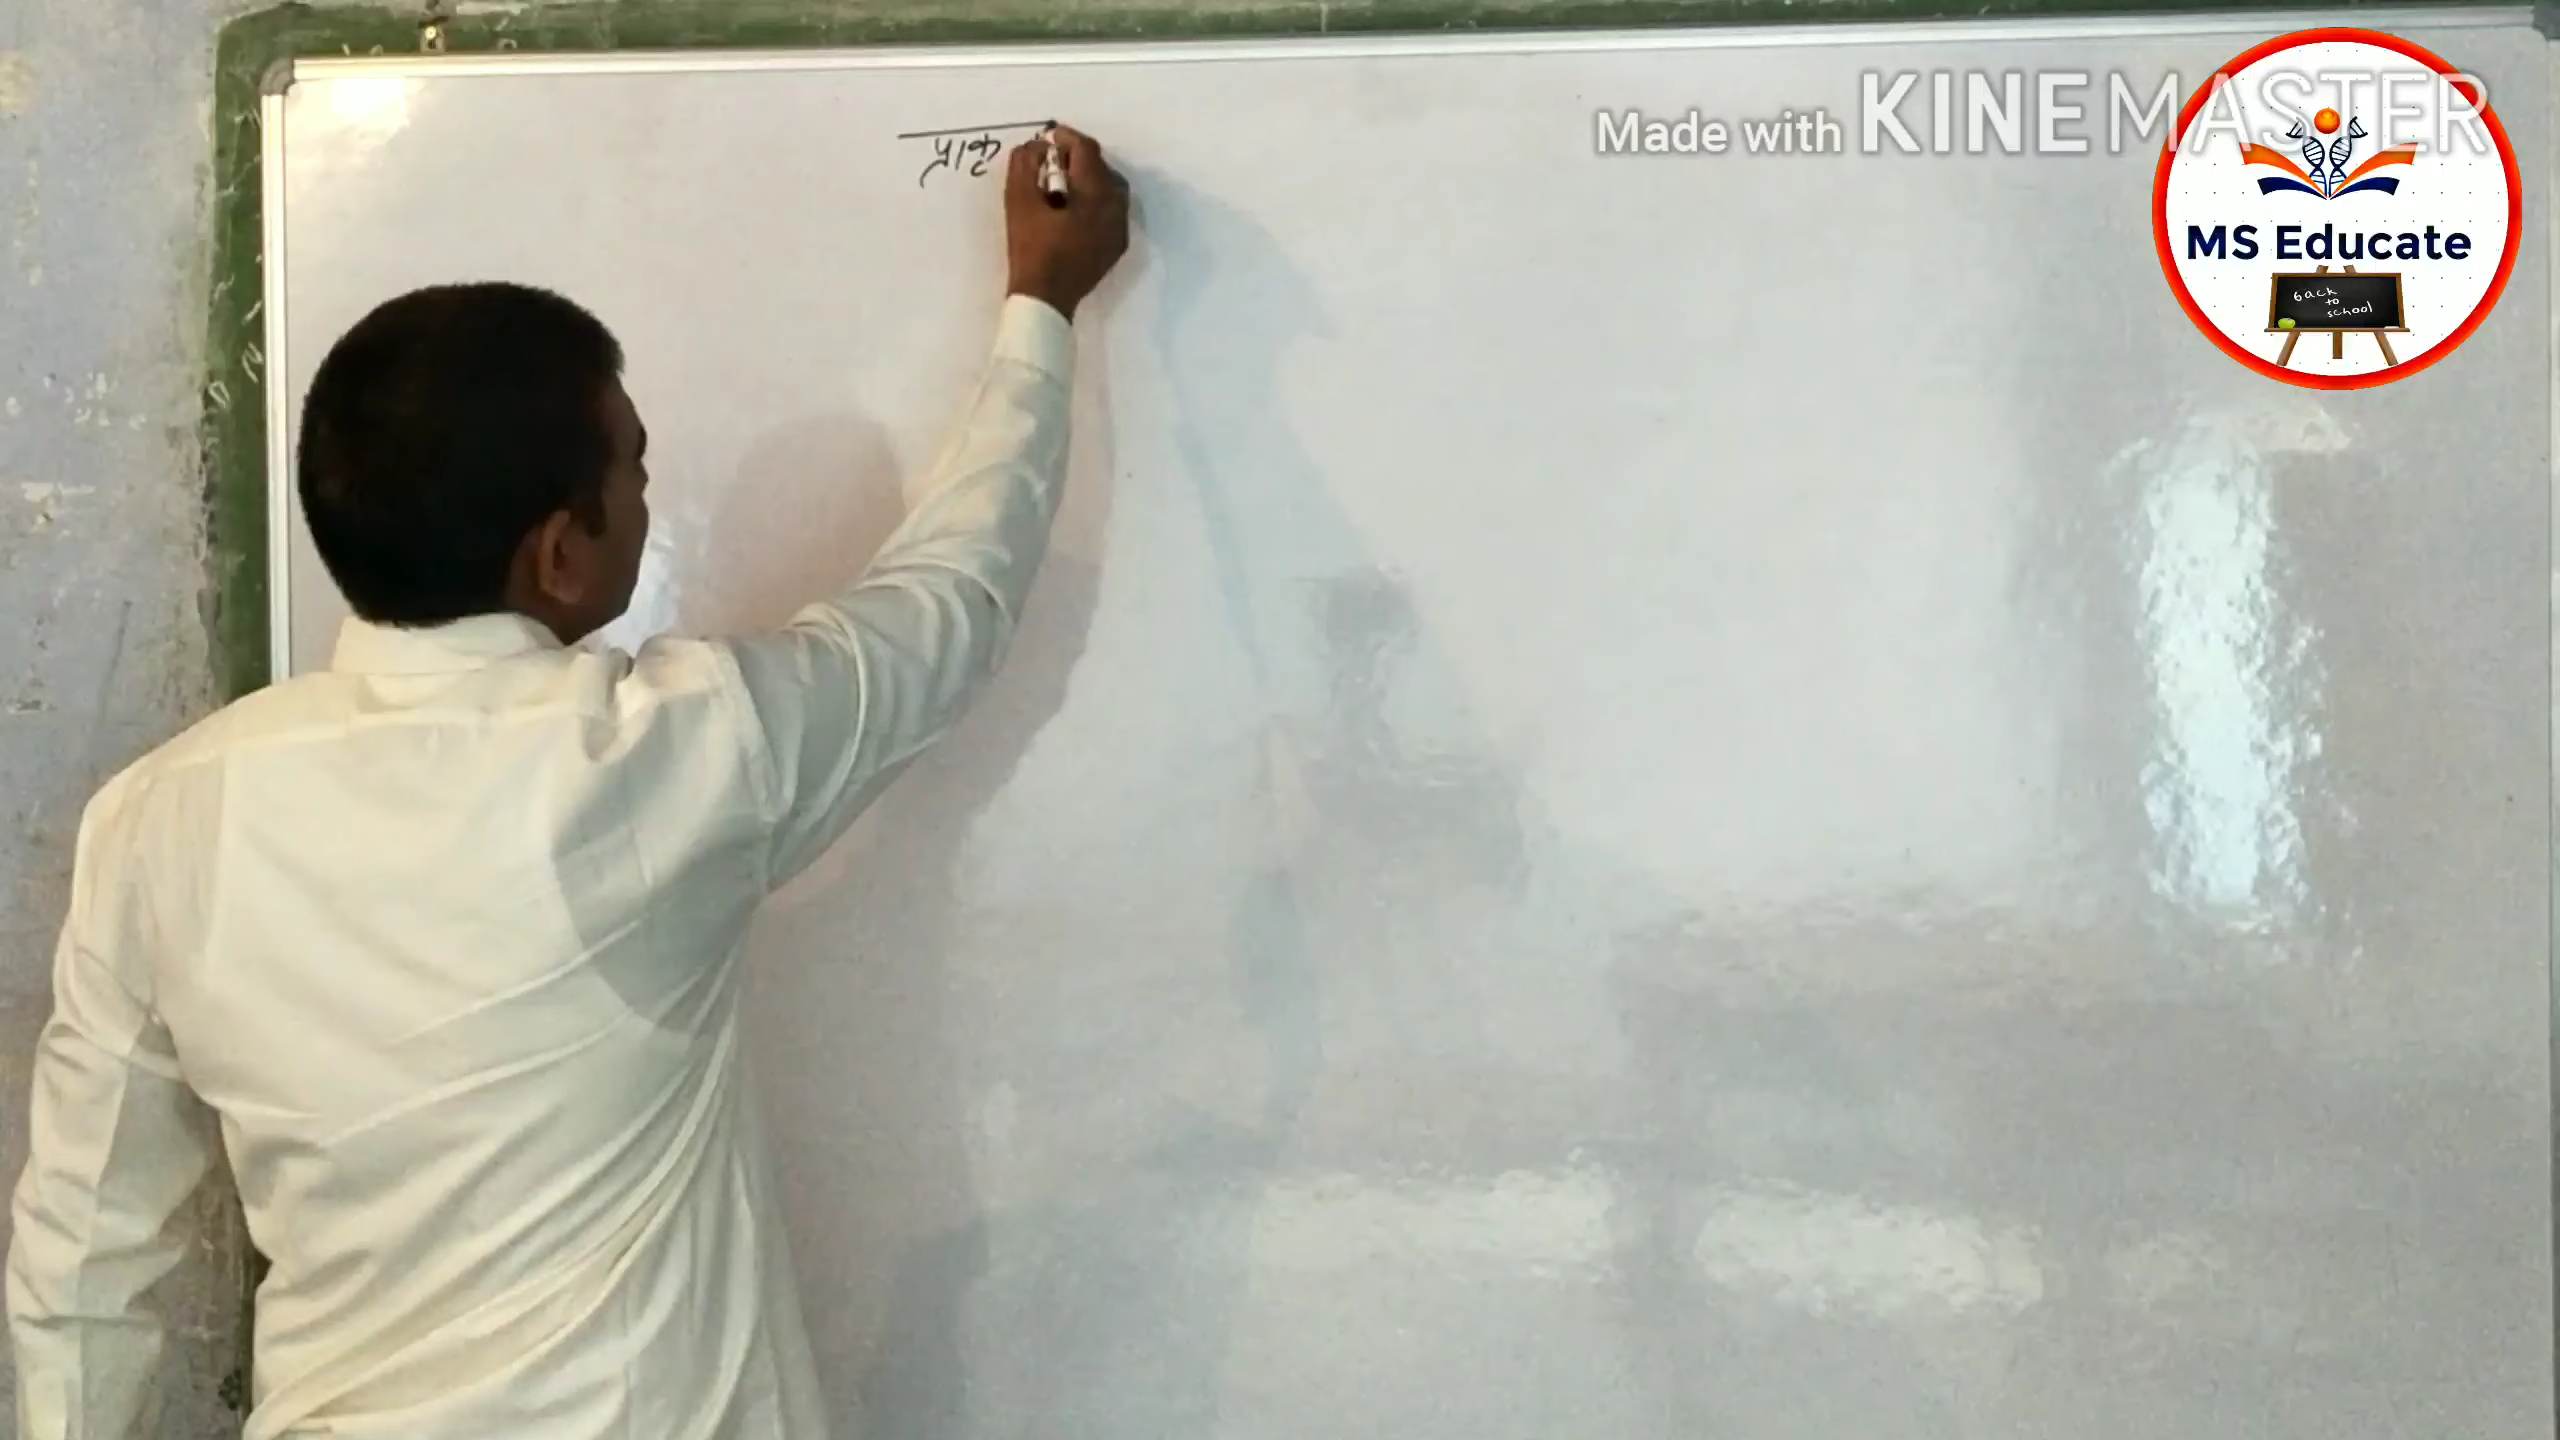 प्राकृ
Made with KINEMASTER
MS Educate
back
to
school